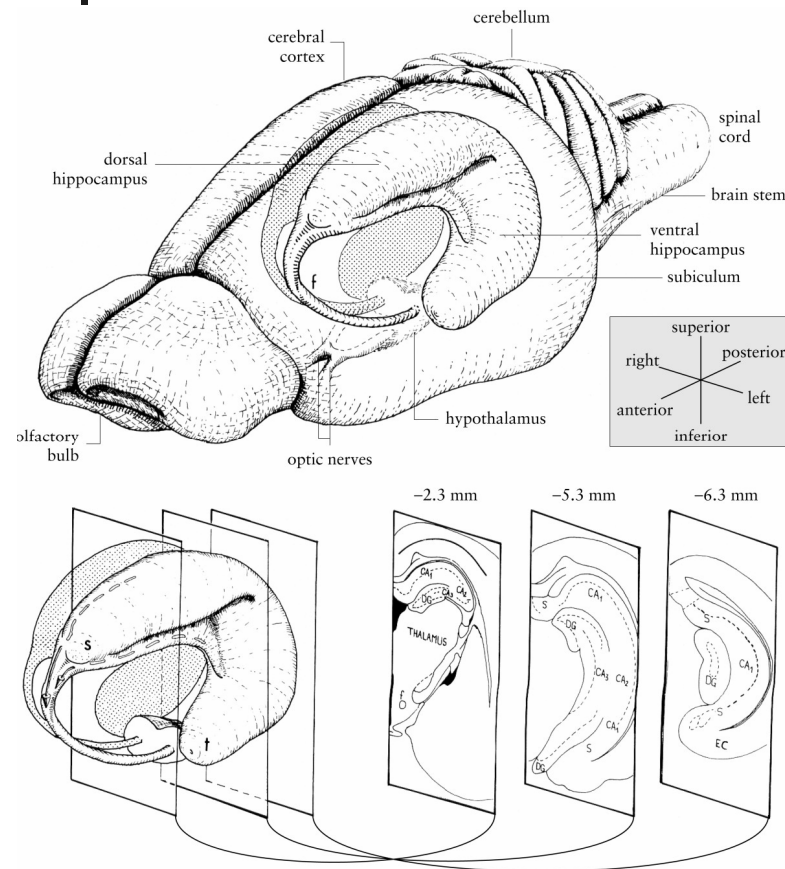 cerebellum
cerebral
cortex
spinal
cord
dorsal
hippocampus
brain stem
ventral
hippocampus
f
subiculum
superior
posterior
right
left
anterior
inferior
hypothalamus
olfactory
bulb
optic nerves
-2.3 mm
-5.3 mm
-6.3 mm
CA1
CA2
CA3
DG
THALAMUS
f
S
CA1
DG
CA3
CA2
CA1
S
DG
S
CA1
DG
S
EC
s
t